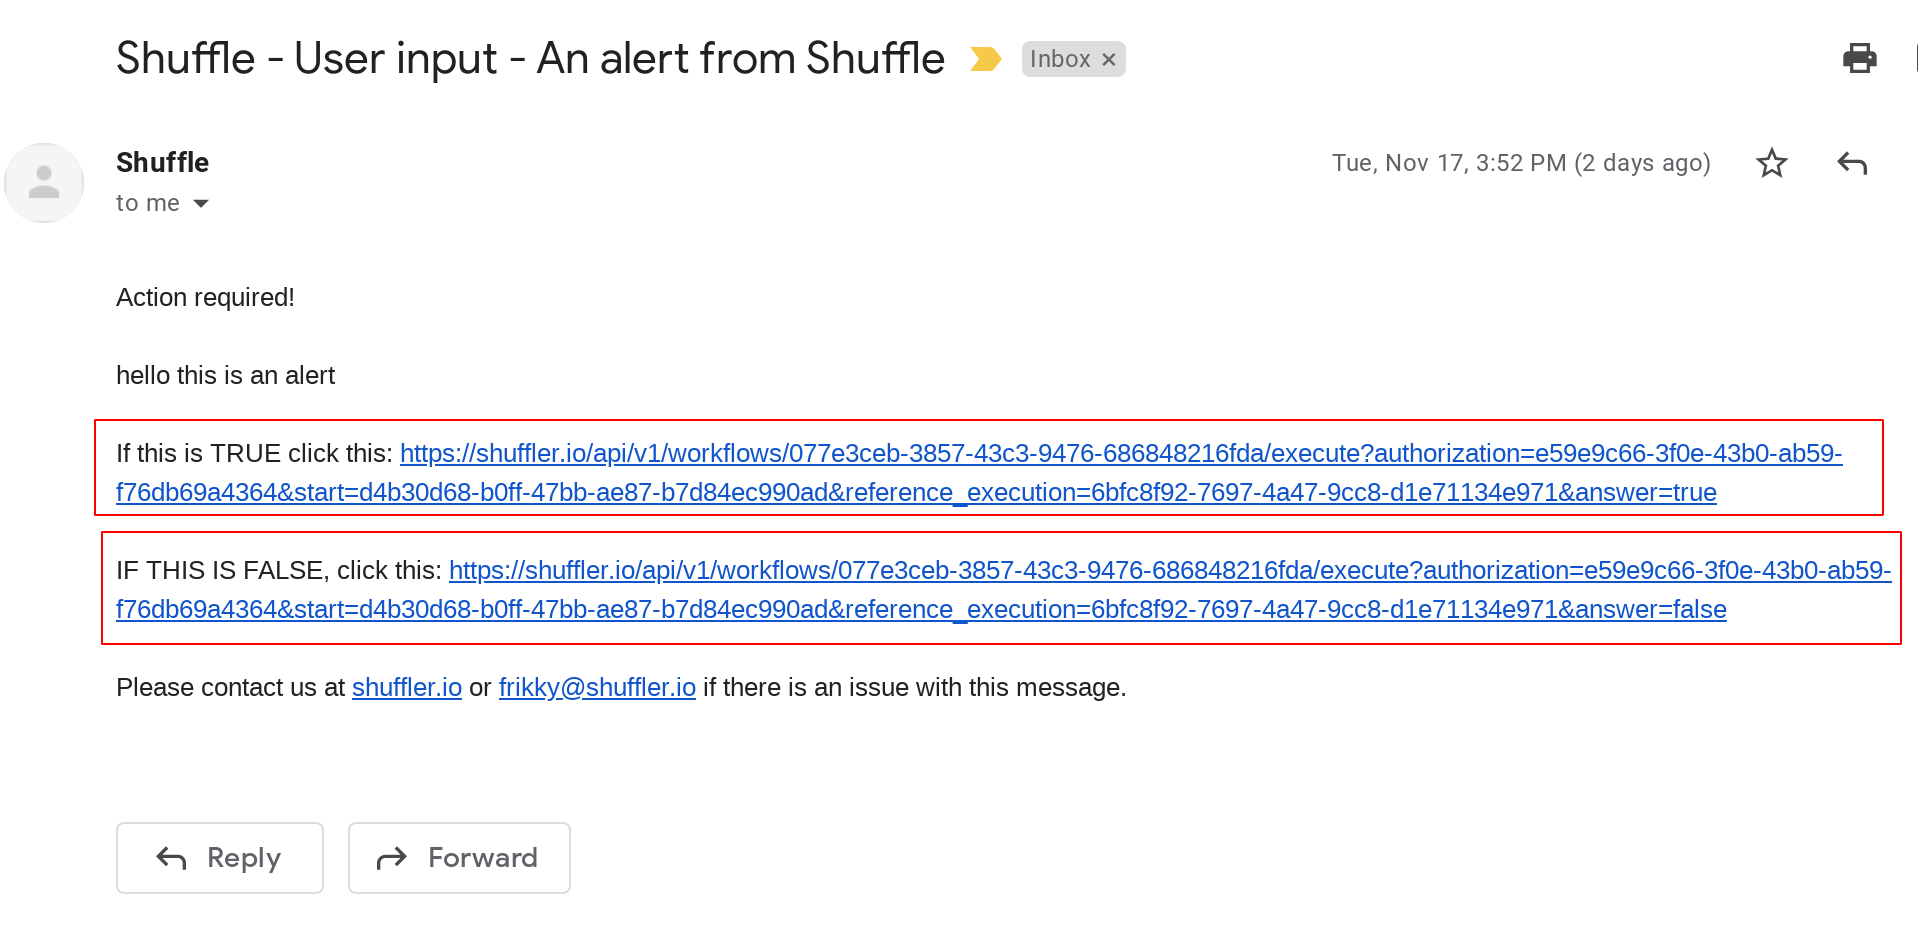 Shuffle - User input - An alert from Shuffle Inbox ×
Shuffle Tue, Nov 17, 3:52 PM (2 days ago)
to me
Action required!
hello this is an alert
If this is TRUE click this: https://shuffler.io/api/v1/workflows/077e3ceb-3857-43c3-9476-686848216fda/execute?authorization=e59e9c66-3f0e-43b0-ab59-
f76db69a4364&start=d4b30d68-b0ff-47bb-ae87-b7d84ec990ad&reference_execution=6bfc8f92-7697-4a47-9cc8-d1e71134e971&answer=true
IF THIS IS FALSE, click this: https://shuffler.io/api/v1/workflows/077e3ceb-3857-43c3-9476-686848216fda/execute?authorization=e59e9c66-3f0e-43b0-ab59-
f76db69a4364&start=d4b30d68-b0ff-47bb-ae87-b7d84ec990ad&reference_execution=6bfc8f92-7697-4a47-9cc8-d1e71134e971&answer=false
Please contact us at shuffler.io or frikky@shuffler.io if there is an issue with this message.
Reply Forward